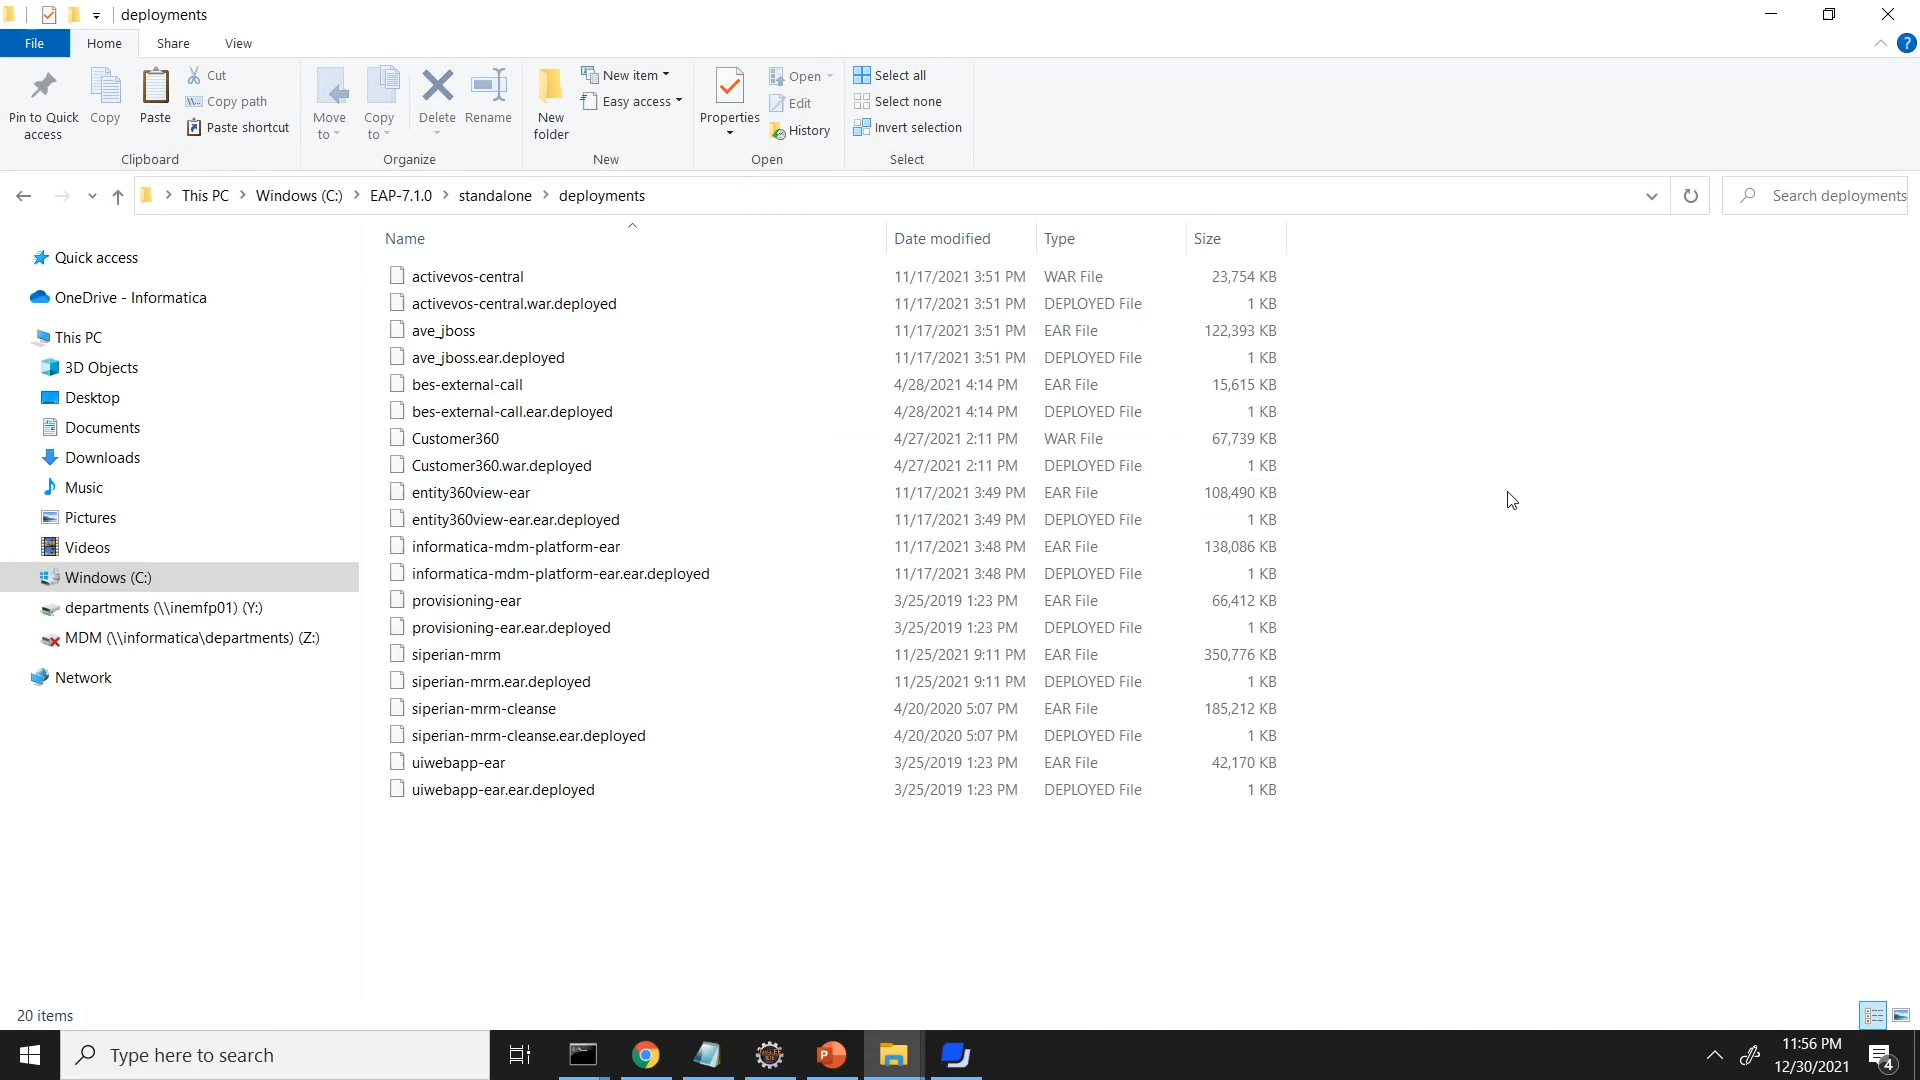 deployments
File Home Share View
Pin to Quick access
Copy
Paste
Cut
Copy path
Paste shortcut
Clipboard
Move to
Copy to
Delete
Rename
Organize
New folder
New item
Easy access
New
Properties
Open
Edit
History
Open
Select all
Select none
Invert selection
Select
This PC > Windows (C:) > EAP-7.1.0 > standalone > deployments
Search deployments
Quick access
OneDrive - Informatica
This PC
3D Objects
Desktop
Documents
Downloads
Music
Pictures
Videos
Windows (C:)
departments (\\inemfp01) (Y:)
MDM (\\informatica\departments) (Z:)
Network
Name Date modified Type Size
activevos-central 11/17/2021 3:51 PM WAR File 23,754 KB
activevos-central.war.deployed 11/17/2021 3:51 PM DEPLOYED File 1 KB
ave_jboss 11/17/2021 3:51 PM EAR File 122,393 KB
ave_jboss.ear.deployed 11/17/2021 3:51 PM DEPLOYED File 1 KB
bes-external-call 4/28/2021 4:14 PM EAR File 15,615 KB
bes-external-call.ear.deployed 4/28/2021 4:14 PM DEPLOYED File 1 KB
Customer360 4/27/2021 2:11 PM WAR File 67,739 KB
Customer360.war.deployed 4/27/2021 2:11 PM DEPLOYED File 1 KB
entity360view-ear 11/17/2021 3:49 PM EAR File 108,490 KB
entity360view-ear.ear.deployed 11/17/2021 3:49 PM DEPLOYED File 1 KB
informatica-mdm-platform-ear 11/17/2021 3:48 PM EAR File 138,086 KB
informatica-mdm-platform-ear.ear.deployed 11/17/2021 3:48 PM DEPLOYED File 1 KB
provisioning-ear 3/25/2019 1:23 PM EAR File 66,412 KB
provisioning-ear.ear.deployed 3/25/2019 1:23 PM DEPLOYED File 1 KB
siperian-mrm 11/25/2021 9:11 PM EAR File 350,776 KB
siperian-mrm.ear.deployed 11/25/2021 9:11 PM DEPLOYED File 1 KB
siperian-mrm-cleanse 4/20/2020 5:07 PM EAR File 185,212 KB
siperian-mrm-cleanse.ear.deployed 4/20/2020 5:07 PM DEPLOYED File 1 KB
uiwebapp-ear 3/25/2019 1:23 PM EAR File 42,170 KB
uiwebapp-ear.ear.deployed 3/25/2019 1:23 PM DEPLOYED File 1 KB
20 items
Type here to search
11:56 PM
12/30/2021
4